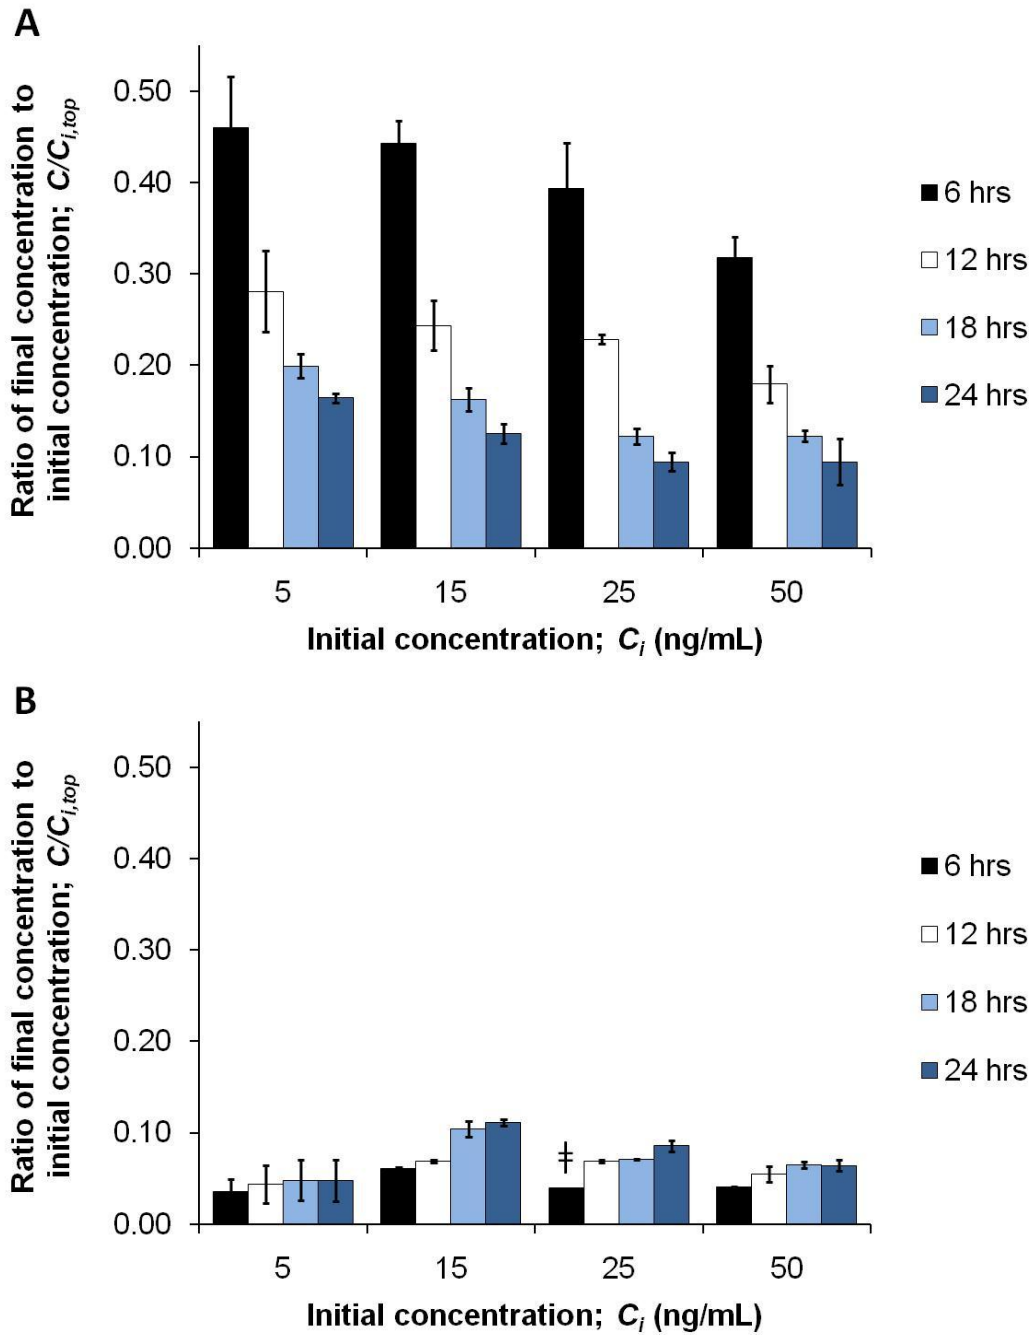 A
Ratio of final concentration to
initial concentration; C/Ci,top
0.50
0.40
0.30
0.20
0.10
0.00
5 15 25 50
Initial concentration; Ci (ng/mL)
6 hrs
12 hrs
18 hrs
24 hrs
B
Ratio of final concentration to
initial concentration; C/Ci,top
0.50
0.40
0.30
0.20
0.10
0.00
ǂ
5 15 25 50
Initial concentration; Ci (ng/mL)
6 hrs
12 hrs
18 hrs
24 hrs